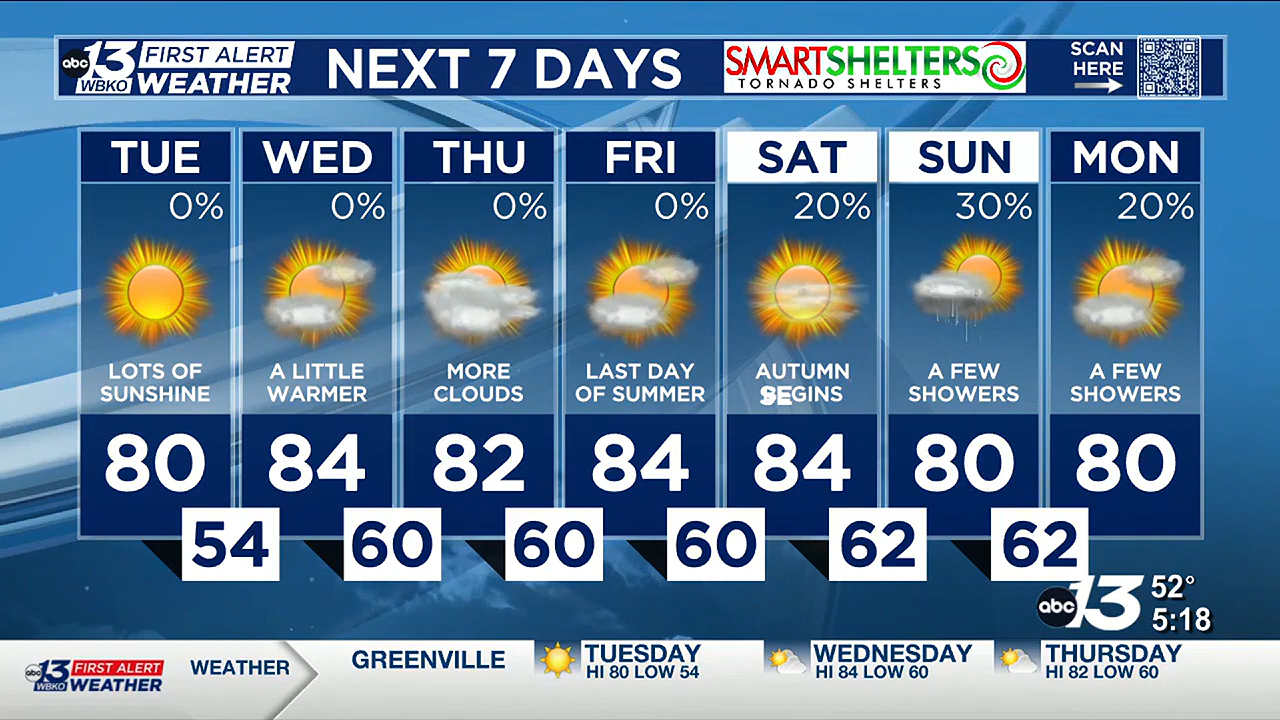 abc 13 WBKO FIRST ALERT WEATHER
NEXT 7 DAYS
SMARTSHELTERS
TORNADO SHELTERS
SCAN HERE
TUE WED THU FRI SAT SUN MON
0% 0% 0% 0% 20% 30% 20%
LOTS OF SUNSHINE
A LITTLE WARMER
MORE CLOUDS
LAST DAY OF SUMMER
AUTUMN BEGINS
A FEW SHOWERS
A FEW SHOWERS
80 84 82 84 84 80 80
54 60 60 60 62 62
abc 13
52°
5:18
abc 13 WBKO FIRST ALERT WEATHER
WEATHER
GREENVILLE
TUESDAY
HI 80 LOW 54
WEDNESDAY
HI 84 LOW 60
THURSDAY
HI 82 LOW 60